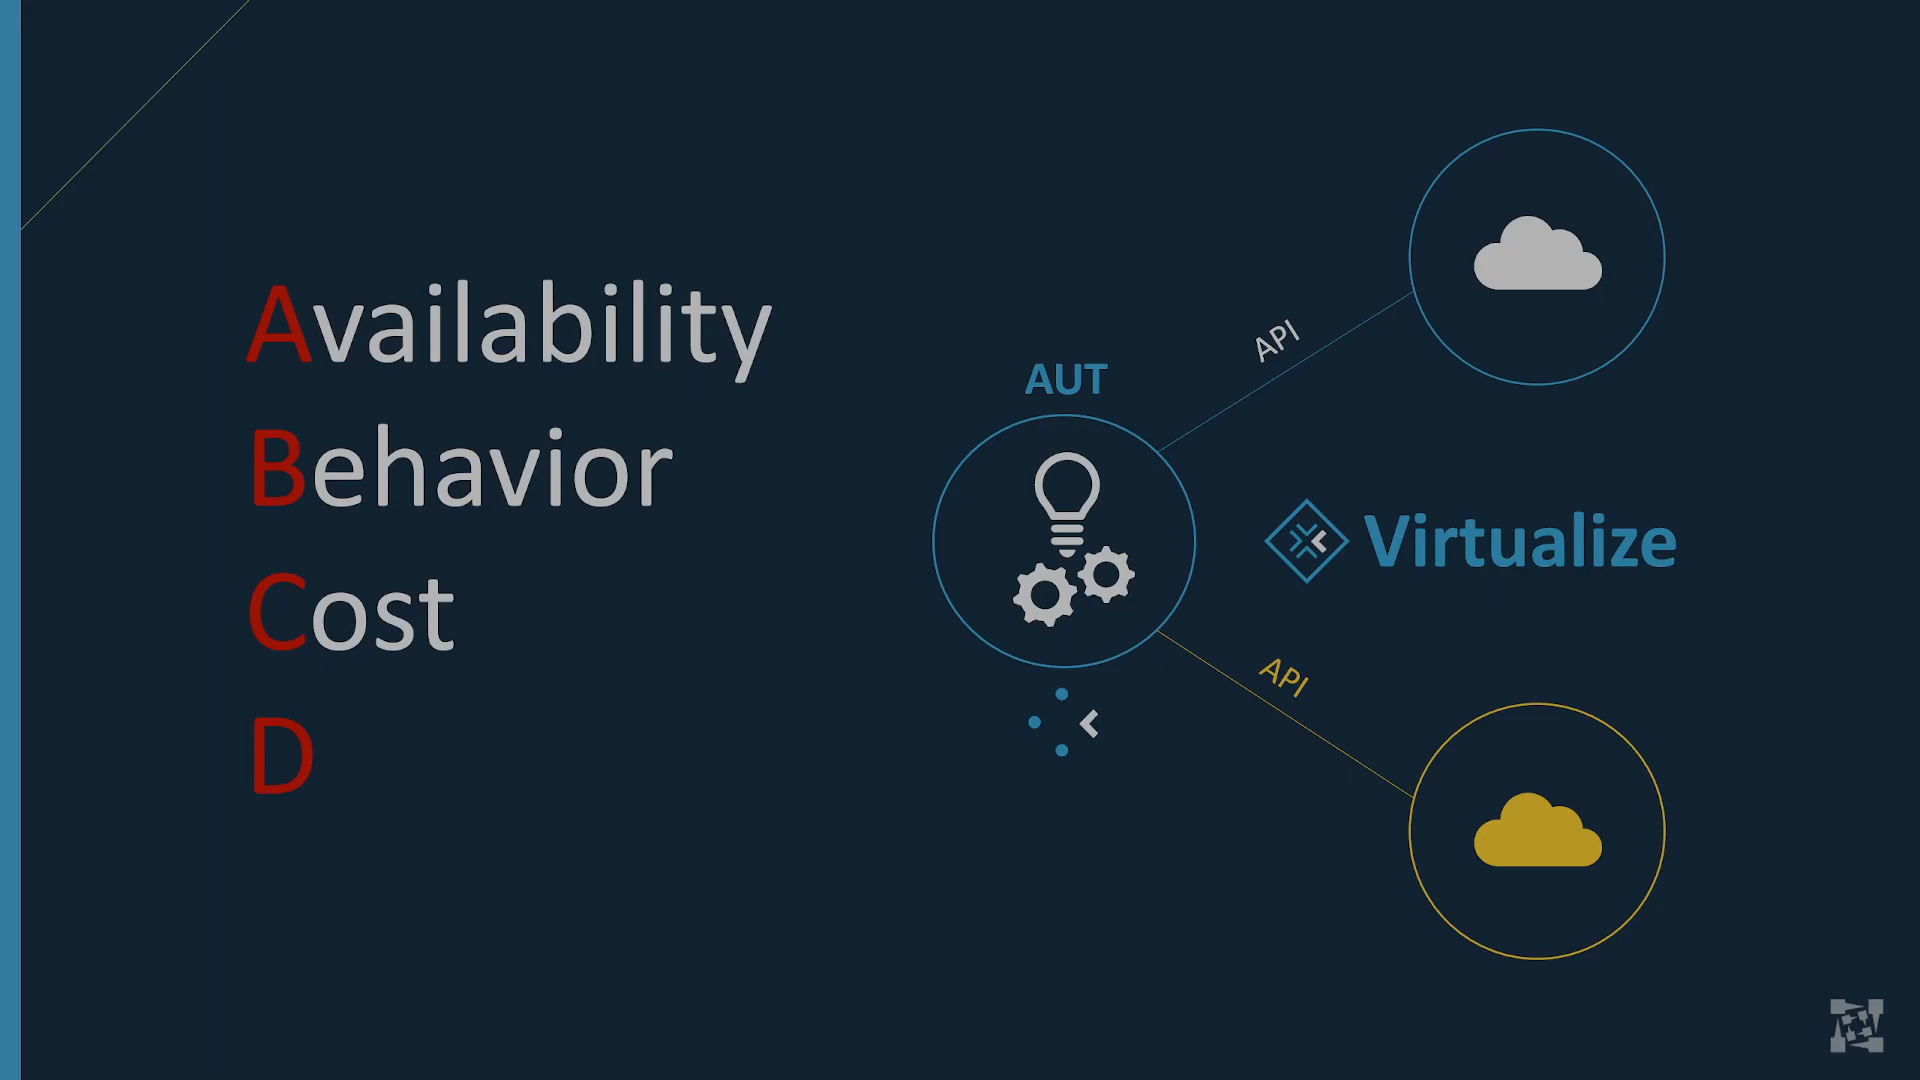 Availability
Behavior
Cost
D
AUT
API
Virtualize
API